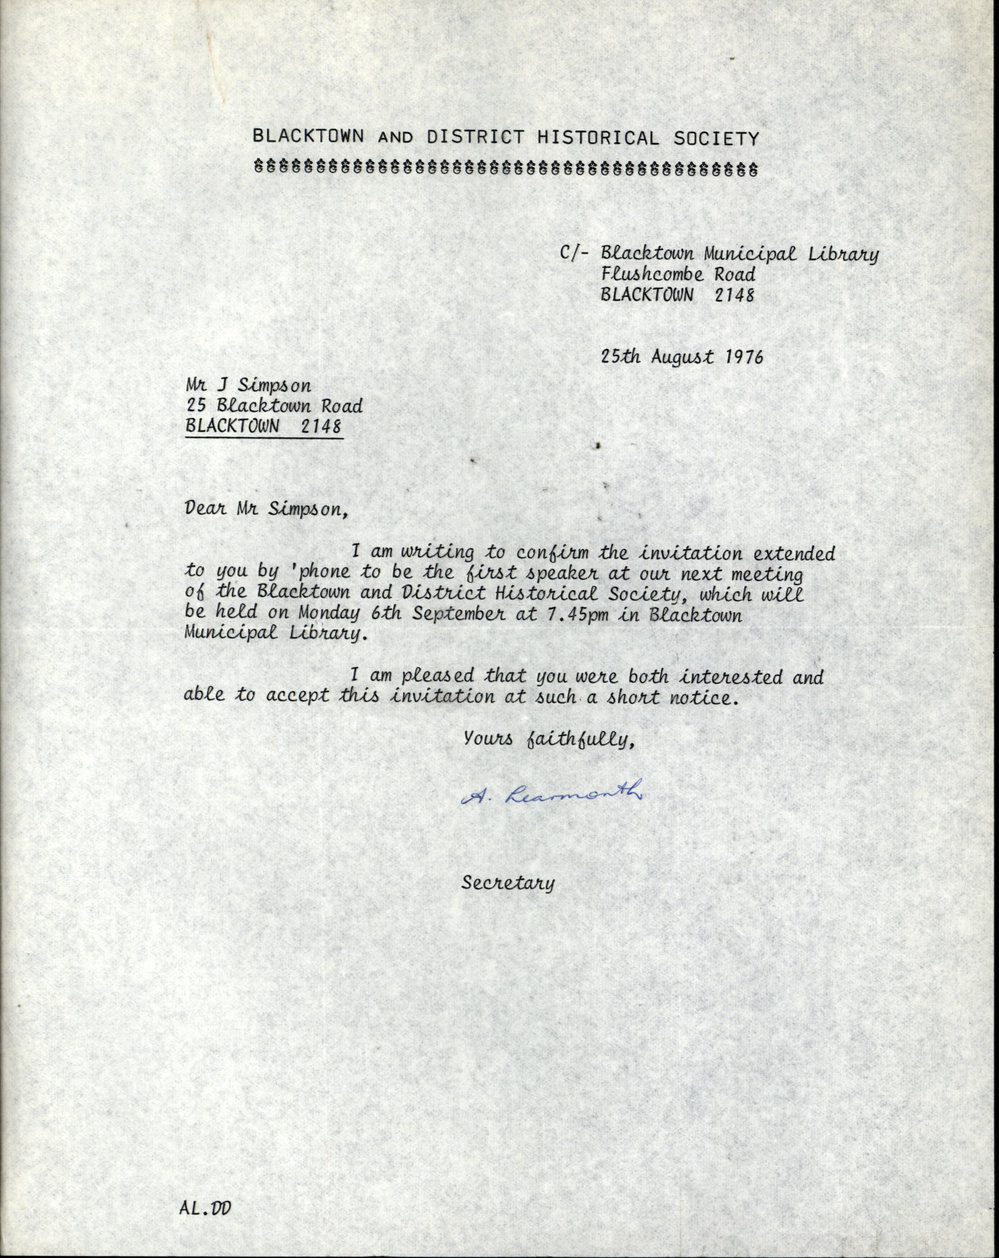 BLACKTOWN AND DISTRICT HISTORICAL SOCIETY
§§§§§§§§§§§§§§§§§§§§§§§§§§§§§§§§§§§§§§§§§
C/- Blacktown Municipal Library
Flushcombe Road
BLACKTOWN 2148
25th August 1976
Mr J Simpson
25 Blacktown Road
BLACKTOWN 2148
Dear Mr Simpson,
I am writing to confirm the invitation extended
to you by 'phone to be the first speaker at our next meeting
of the Blacktown and District Historical Society, which will
be held on Monday 6th September at 7.45pm in Blacktown
Municipal Library.
I am pleased that you were both interested and
able to accept this invitation at such a short notice.
Yours faithfully,
A. Learmonth
Secretary
AL.DD